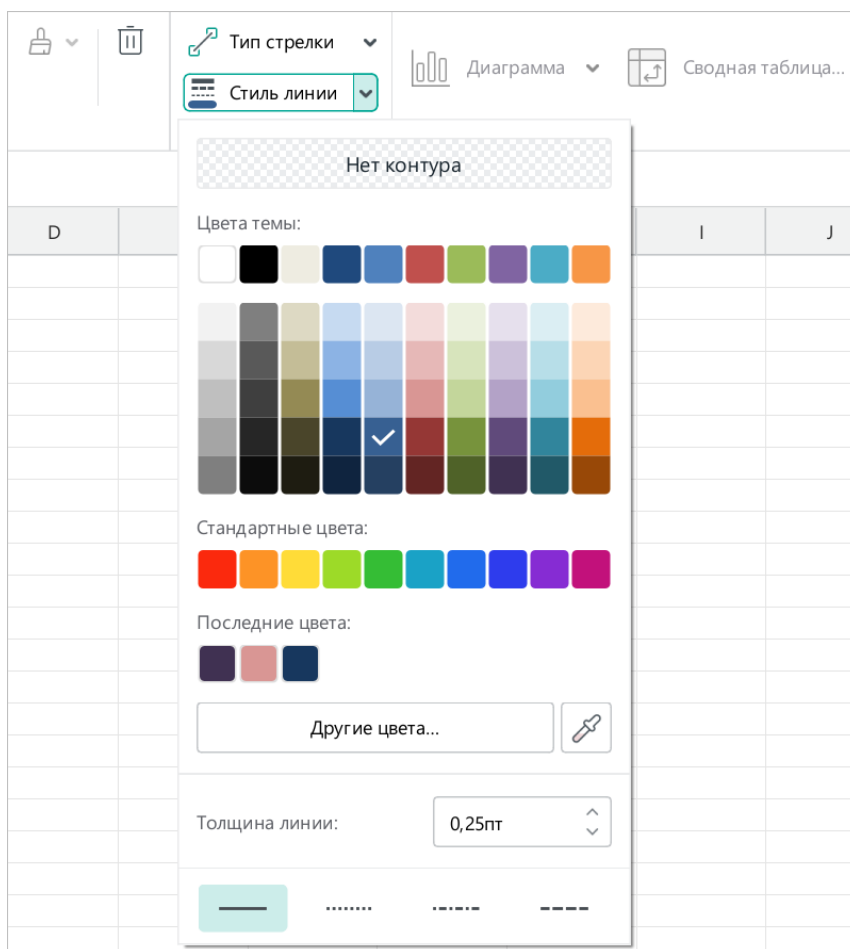 Тип стрелки
Стиль линии
Диаграмма
Сводная таблица...
Нет контура
D
I
J
Цвета темы:
Стандартные цвета:
Последние цвета:
Другие цвета...
Толщина линии:
0,25пт